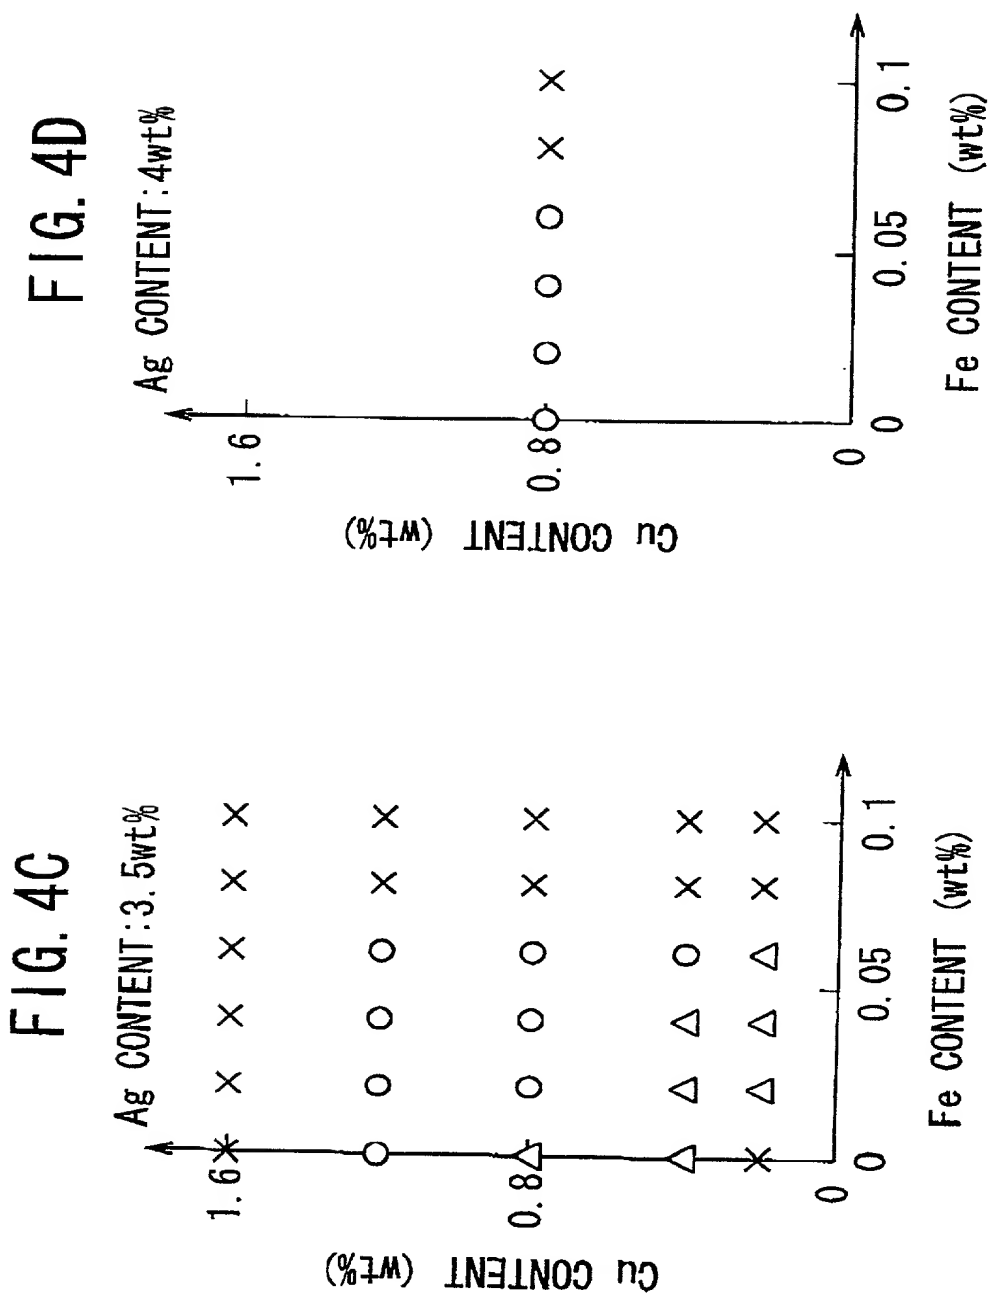 FIG. 4C
Ag CONTENT:3.5wt%
Cu CONTENT (wt%)
1.6
0.8
0
0
0.05
0.1
Fe CONTENT (wt%)
FIG. 4D
Ag CONTENT:4wt%
Cu CONTENT (wt%)
1.6
0.8
0
0
0.05
0.1
Fe CONTENT (wt%)